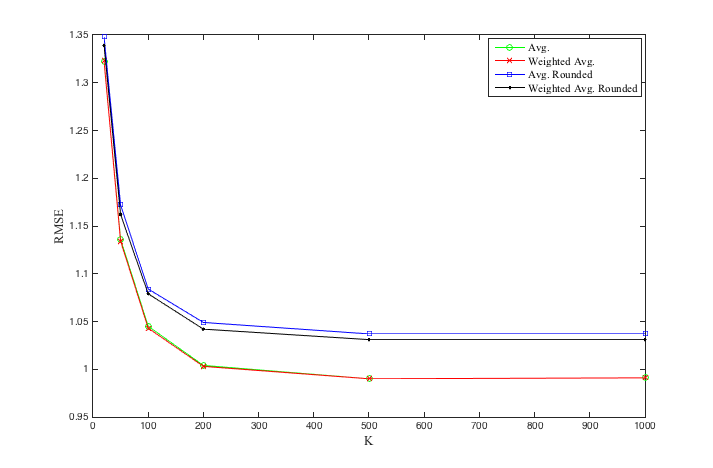 1.35
1.3
1.25
1.2
1.15
1.1
1.05
1
0.95
RMSE
0 100 200 300 400 500 600 700 800 900 1000
K
Avg.
Weighted Avg.
Avg. Rounded
Weighted Avg. Rounded